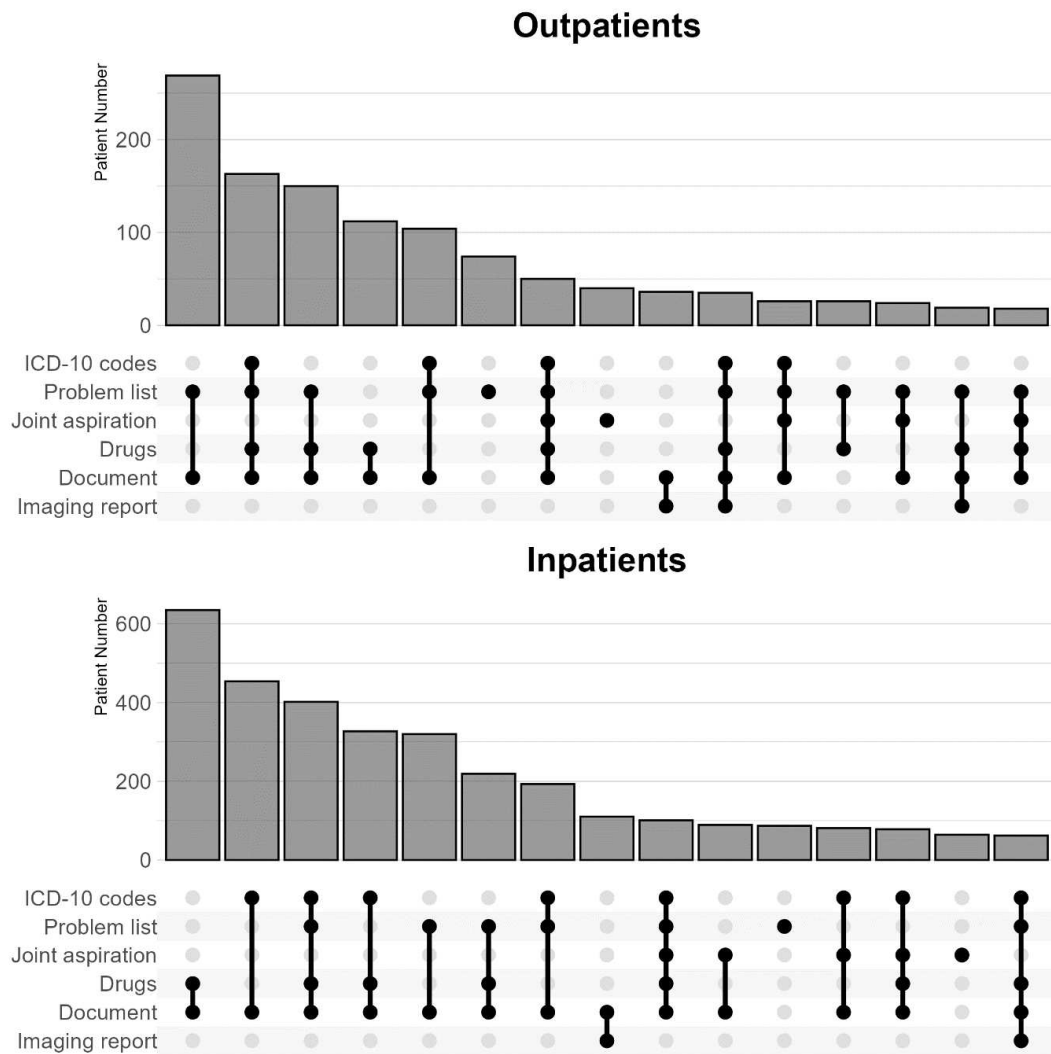 Outpatients
Patient Number
200
100
0
ICD-10 codes
Problem list
Joint aspiration
Drugs
Document
Imaging report
Inpatients
Patient Number
600
400
200
0
ICD-10 codes
Problem list
Joint aspiration
Drugs
Document
Imaging report